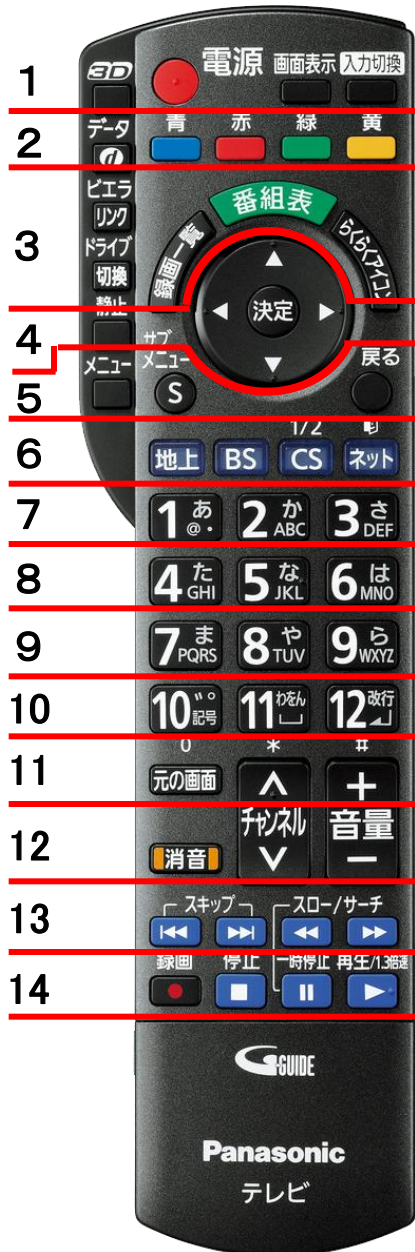 1 3D 電源 画面表示 入力切換
2 データ d 青 赤 緑 黄
3 ビエラ リンク 録画一覧 番組表 らくらくアイコン
ドライブ 切換
4 静止 決定
5 メニュー サブメニュー S 戻る
1/2
6 地上 BS CS ネット
7 1 あ @. 2 か ABC 3 さ DEF
8 4 た GHI 5 な JKL 6 は MNO
9 7 ま PQRS 8 や TUV 9 ら WXYZ
10 10 ゛゜ 記号 11 わをん 12 改行
0 * #
11 元の画面 +
チャンネル 音量
12 消音 −
13 スキップ スロー/サーチ
録画 停止 一時停止 再生/1.3倍速
14
G-GUIDE
Panasonic
テレビ